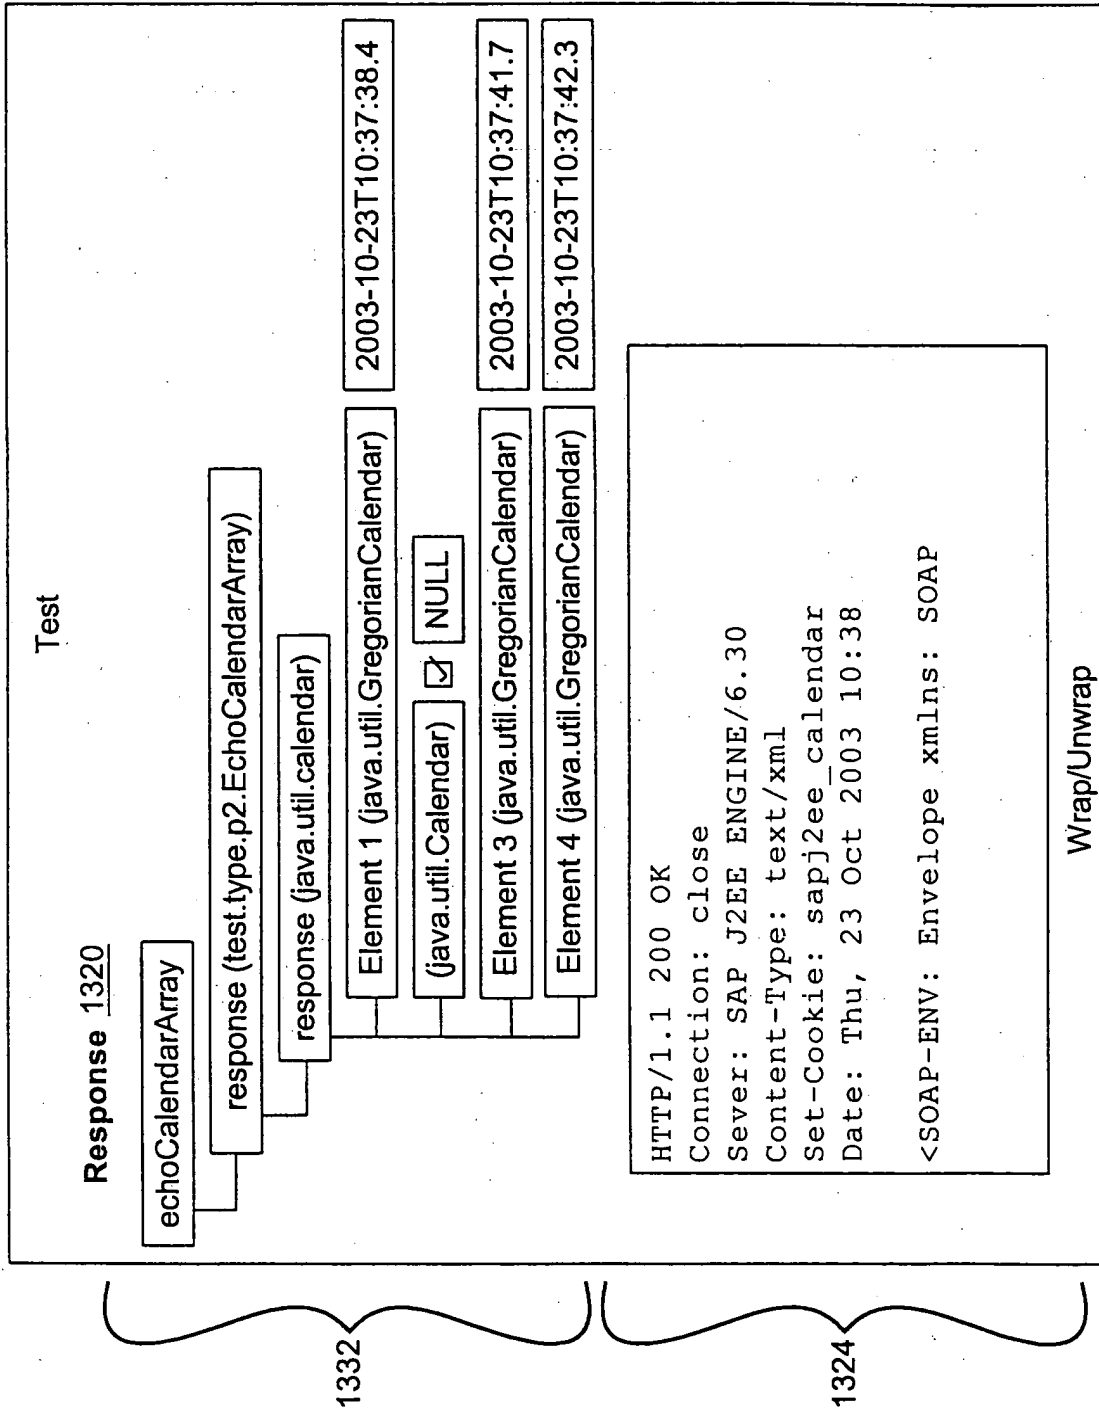 Test
Response 1320
echoCalendarArray
response (test.type.p2.EchoCalendarArray)
response (java.util.calendar)
Element 1 (java.util.GregorianCalendar) 2003-10-23T10:37:38.4
(java.util.Calendar) NULL
Element 3 (java.util.GregorianCalendar) 2003-10-23T10:37:41.7
Element 4 (java.util.GregorianCalendar) 2003-10-23T10:37:42.3
1332
HTTP/1.1 200 OK
Connection: close
Sever: SAP J2EE ENGINE/6.30
Content-Type: text/xml
Set-Cookie: sapj2ee_calendar
Date: Thu, 23 Oct 2003 10:38
<SOAP-ENV: Envelope xmlns: SOAP
1324
Wrap/Unwrap